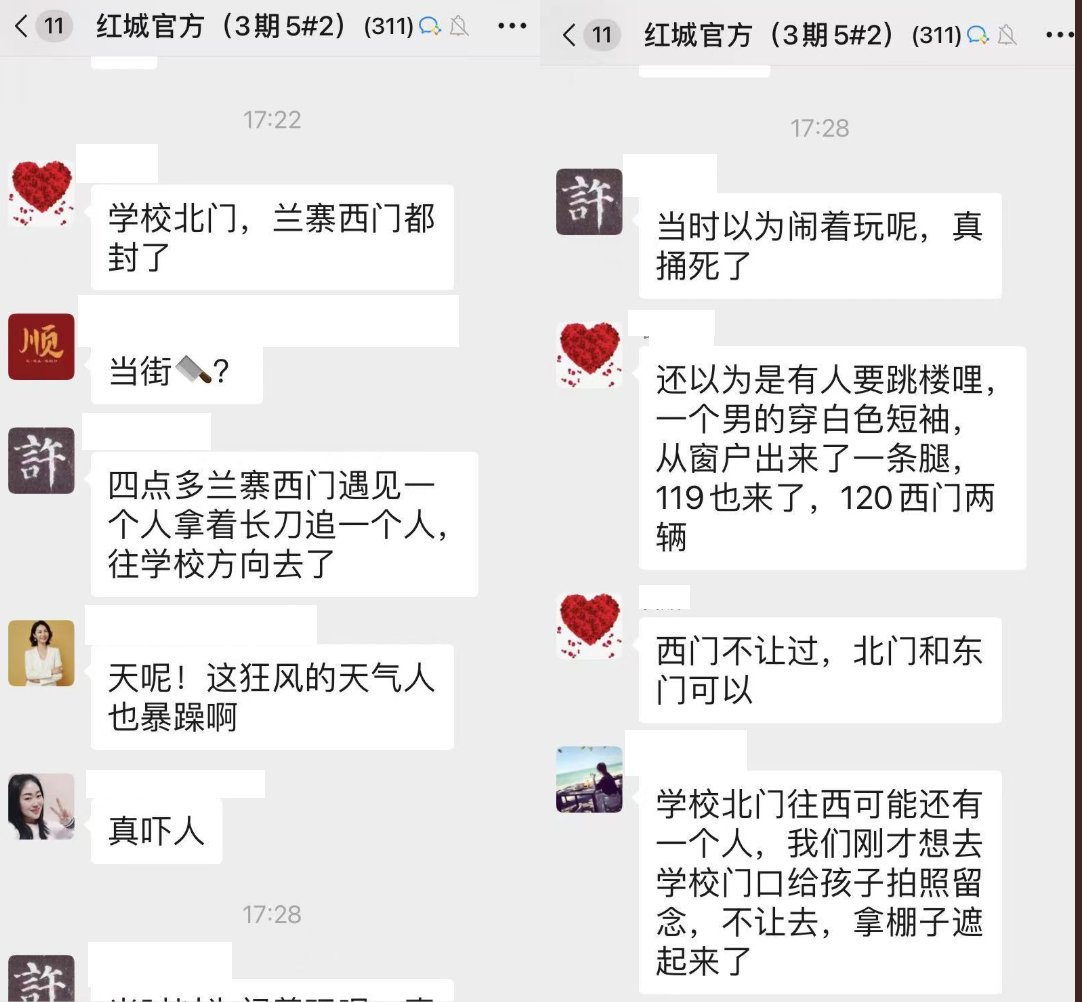 11 红城官方（3期 5#2）(311)
17:22
学校北门，兰寨西门都
封了
顺
当街🔪?
許
四点多兰寨西门遇见一
个人拿着长刀追一个人，
往学校方向去了
天呢！这狂风的天气人
也暴躁啊
真吓人
17:28
許
11 红城官方（3期 5#2）(311)
17:28
許
当时以为闹着玩呢，真
捅死了
还以为是有人要跳楼哩，
一个男的穿白色短袖，
从窗户出来了一条腿，
119也来了，120西门两
辆
西门不让过，北门和东
门可以
学校北门往西可能还有
一个人，我们刚才想去
学校门口给孩子拍照留
念，不让去，拿棚子遮
起来了